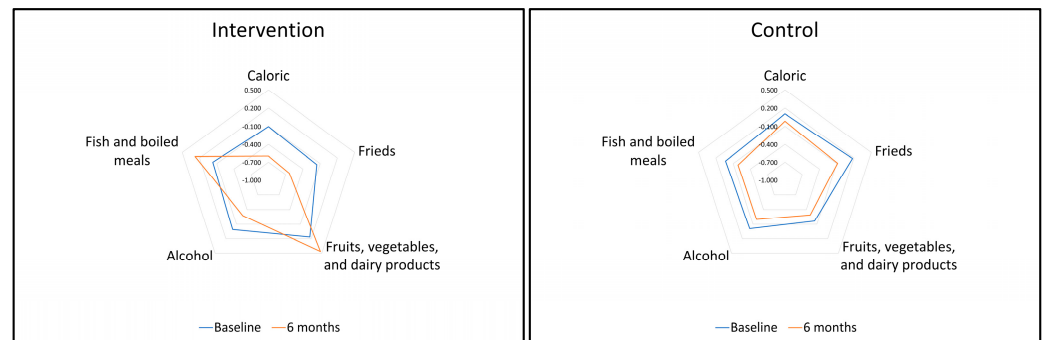 Intervention
Caloric
0.500
0.200
-0.100
-0.400
-0.700
-1.000
Fish and boiled
meals
Frieds
Alcohol
Fruits, vegetables,
and dairy products
Baseline
6 months
Control
Caloric
0.500
0.200
-0.100
-0.400
-0.700
-1.000
Fish and boiled
meals
Frieds
Alcohol
Fruits, vegetables,
and dairy products
Baseline
6 months